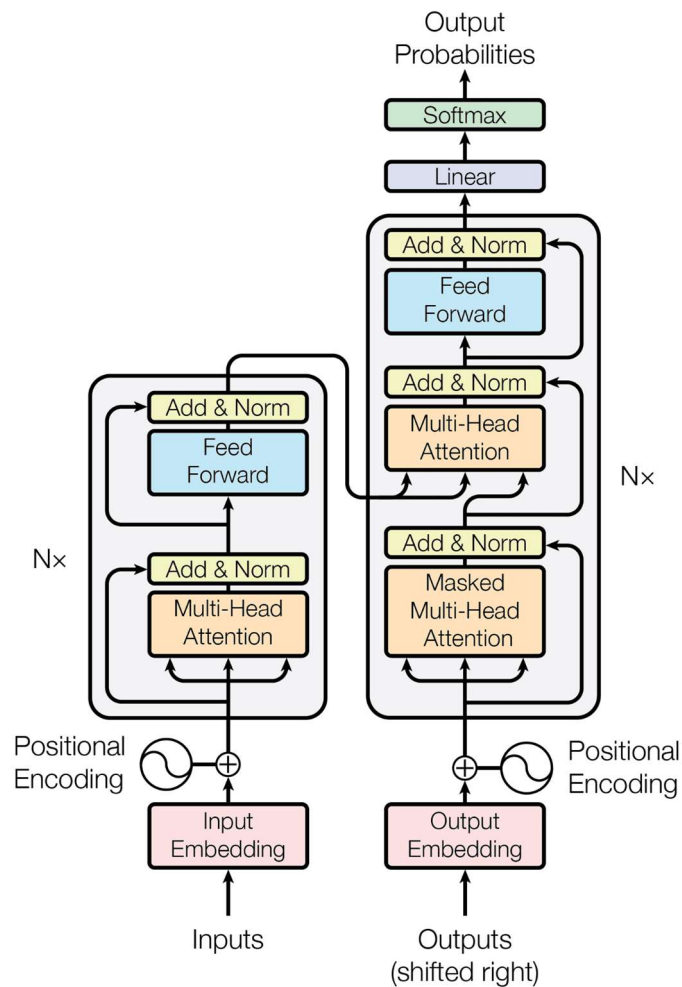 Output
Probabilities
Softmax
Linear
Add & Norm
Feed
Forward
Add & Norm
Multi-Head
Attention
Add & Norm
Masked
Multi-Head
Attention
Nx
Add & Norm
Feed
Forward
Add & Norm
Multi-Head
Attention
Nx
Positional
Encoding
Positional
Encoding
Input
Embedding
Output
Embedding
Inputs
Outputs
(shifted right)